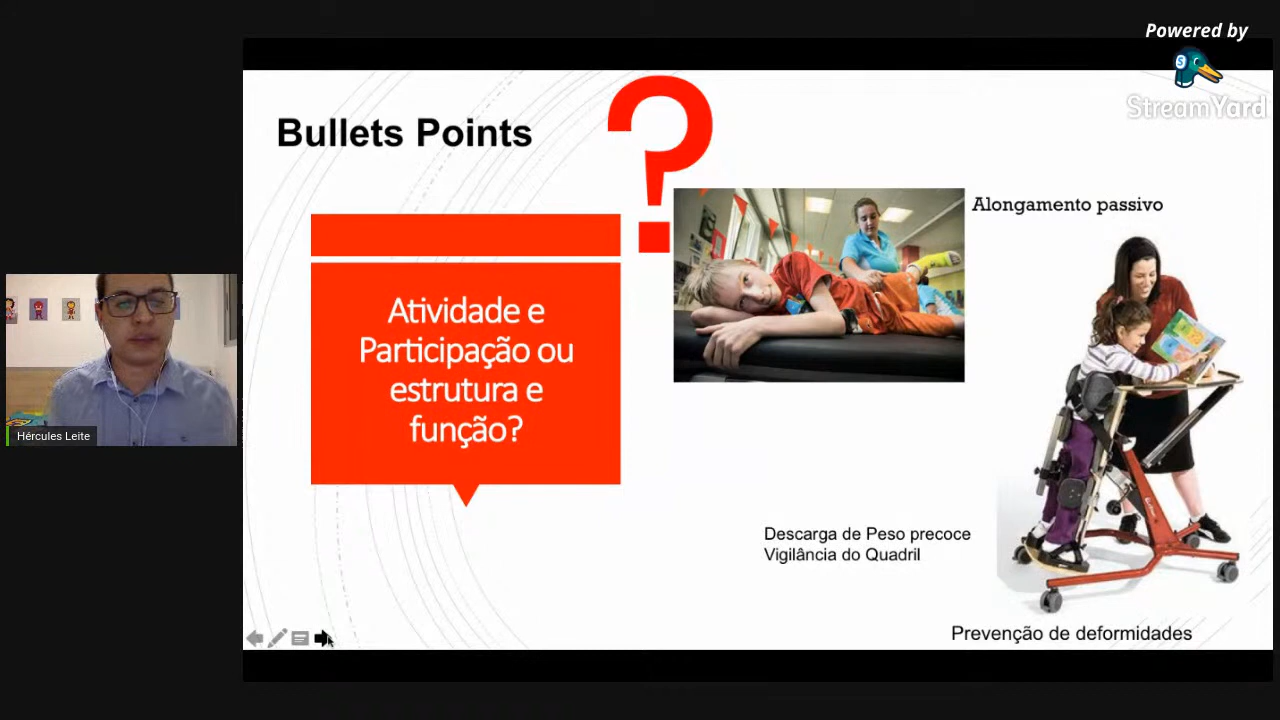 Powered by
StreamYard
Bullets Points
?
Alongamento passivo
Atividade e
Participação ou
estrutura e
função?
Hércules Leite
Descarga de Peso precoce
Vigilância do Quadril
Prevenção de deformidades